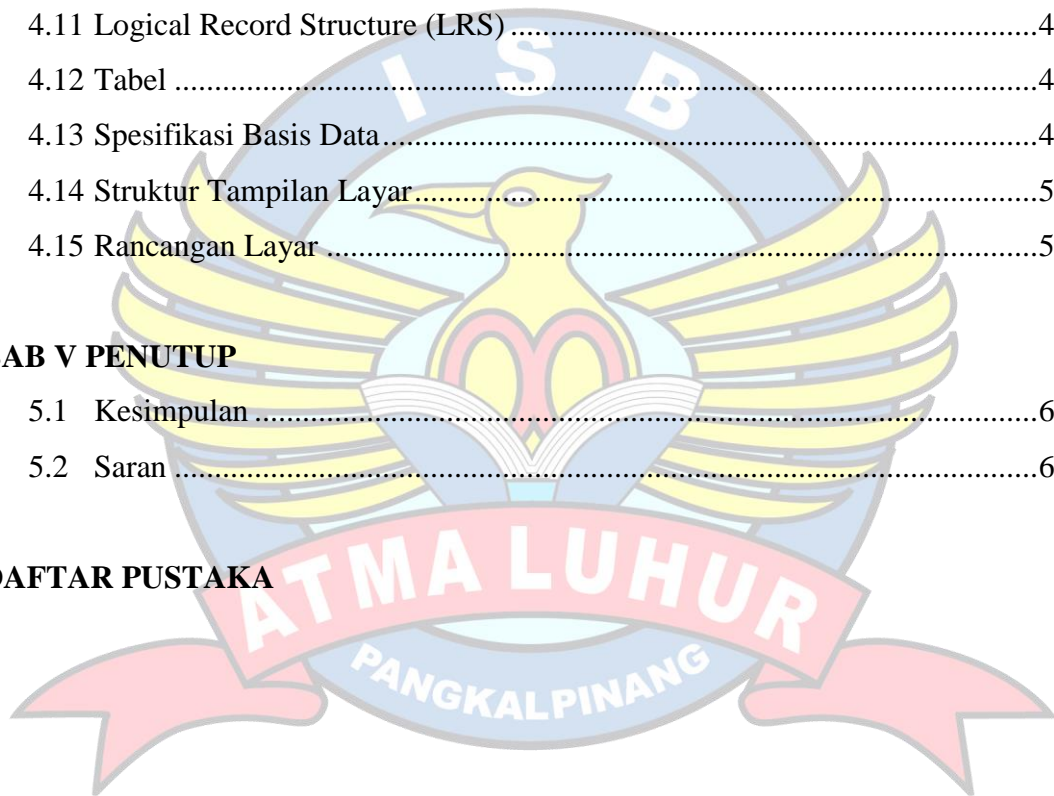 4.11 Logical Record Structure (LRS) ....................................................................4
4.12 Tabel ...............................................................................................................4
4.13 Spesifikasi Basis Data.....................................................................................4
4.14 Struktur Tampilan Layar.................................................................................5
4.15 Rancangan Layar ............................................................................................5
AB V PENUTUP
5.1 Kesimpulan ......................................................................................................6
5.2 Saran ................................................................................................................6
DAFTAR PUSTAKA
I S B
ATMA LUHUR
PANGKALPINANG